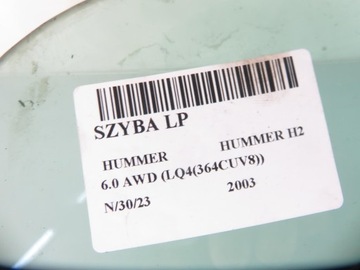 SZYBA LP
HUMMER HUMMER H2
6.0 AWD (LQ4(364CUV8))
N/30/23 2003